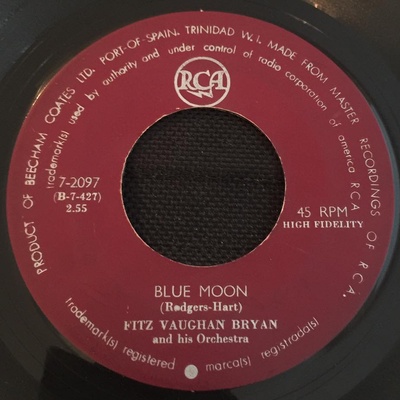 PRODUCT OF BEECHAM COATES LTD. PORT-OF-SPAIN. TRINIDAD W.I. MADE FROM MASTER RECORDINGS OF RCA.
trademark(s) used by authority and under control of radio corporation of america RCA
RCA
7-2097
(B-7-427)
2.55
45 RPM
HIGH FIDELITY
BLUE MOON
(Rodgers-Hart)
FITZ VAUGHAN BRYAN
and his Orchestra
trademark(s) registered marca(s) registrada(s)